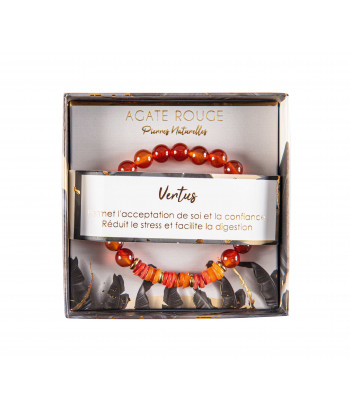 AGATE ROUGE
Pierres Naturelles
Vertus
met l'acceptation de soi et la confiance
Réduit le stress et facilite la digestion